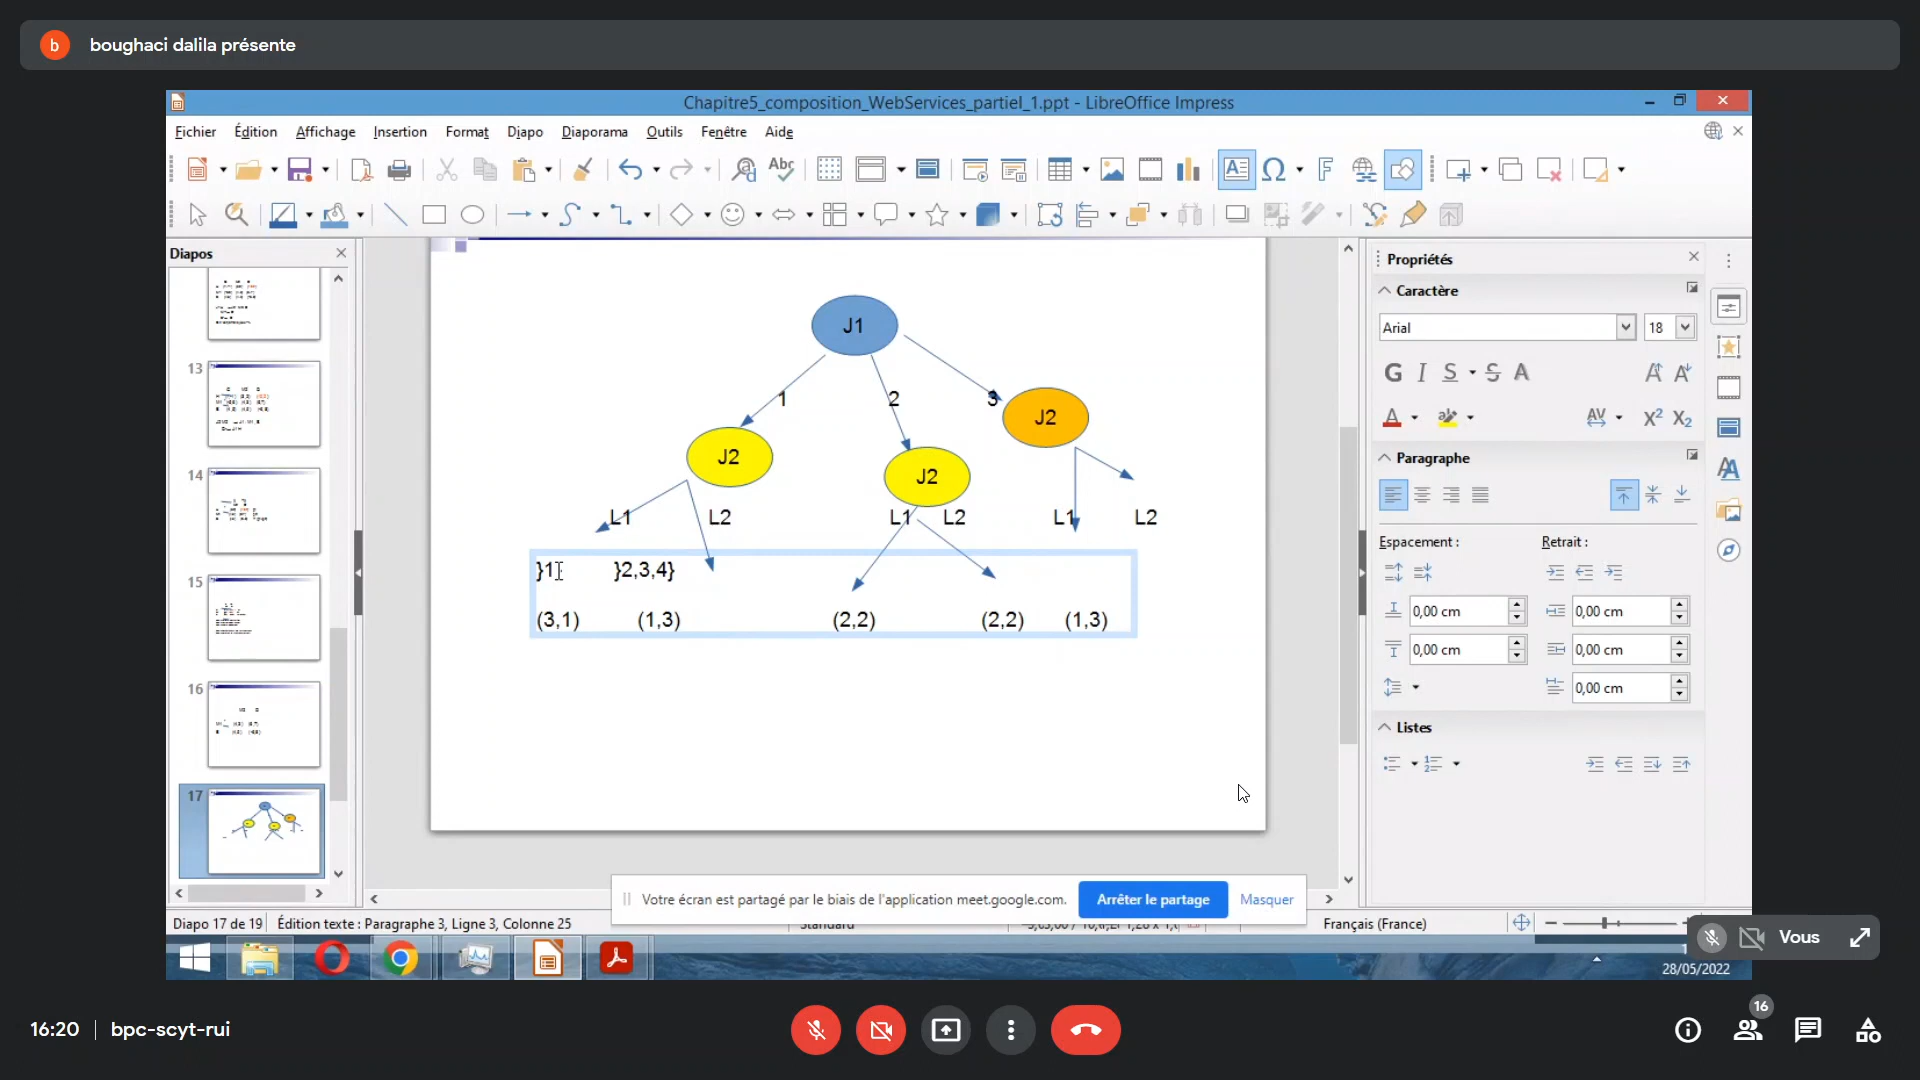 b boughaci dalila présente
Chapitre5_composition_WebServices_partiel_1.ppt - LibreOffice Impress
Fichier Édition Affichage Insertion Format Diapo Diaporama Outils Fenêtre Aide
Diapos
13
14
15
16
17
J1
1 2 3
J2
J2
J2
L1 L2 L1 L2 L1 L2
}1 }2,3,4}
(3,1) (1,3) (2,2) (2,2) (1,3)
Propriétés
Caractère
Arial 18
G I S S A
Paragraphe
Espacement : Retrait :
0,00 cm 0,00 cm
0,00 cm 0,00 cm
0,00 cm
Listes
Votre écran est partagé par le biais de l'application meet.google.com. Arrêter le partage Masquer
Diapo 17 de 19 Édition texte : Paragraphe 3, Ligne 3, Colonne 25 Standard Français (France)
Vous
28/05/2022
16:20 | bpc-scyt-rui
16